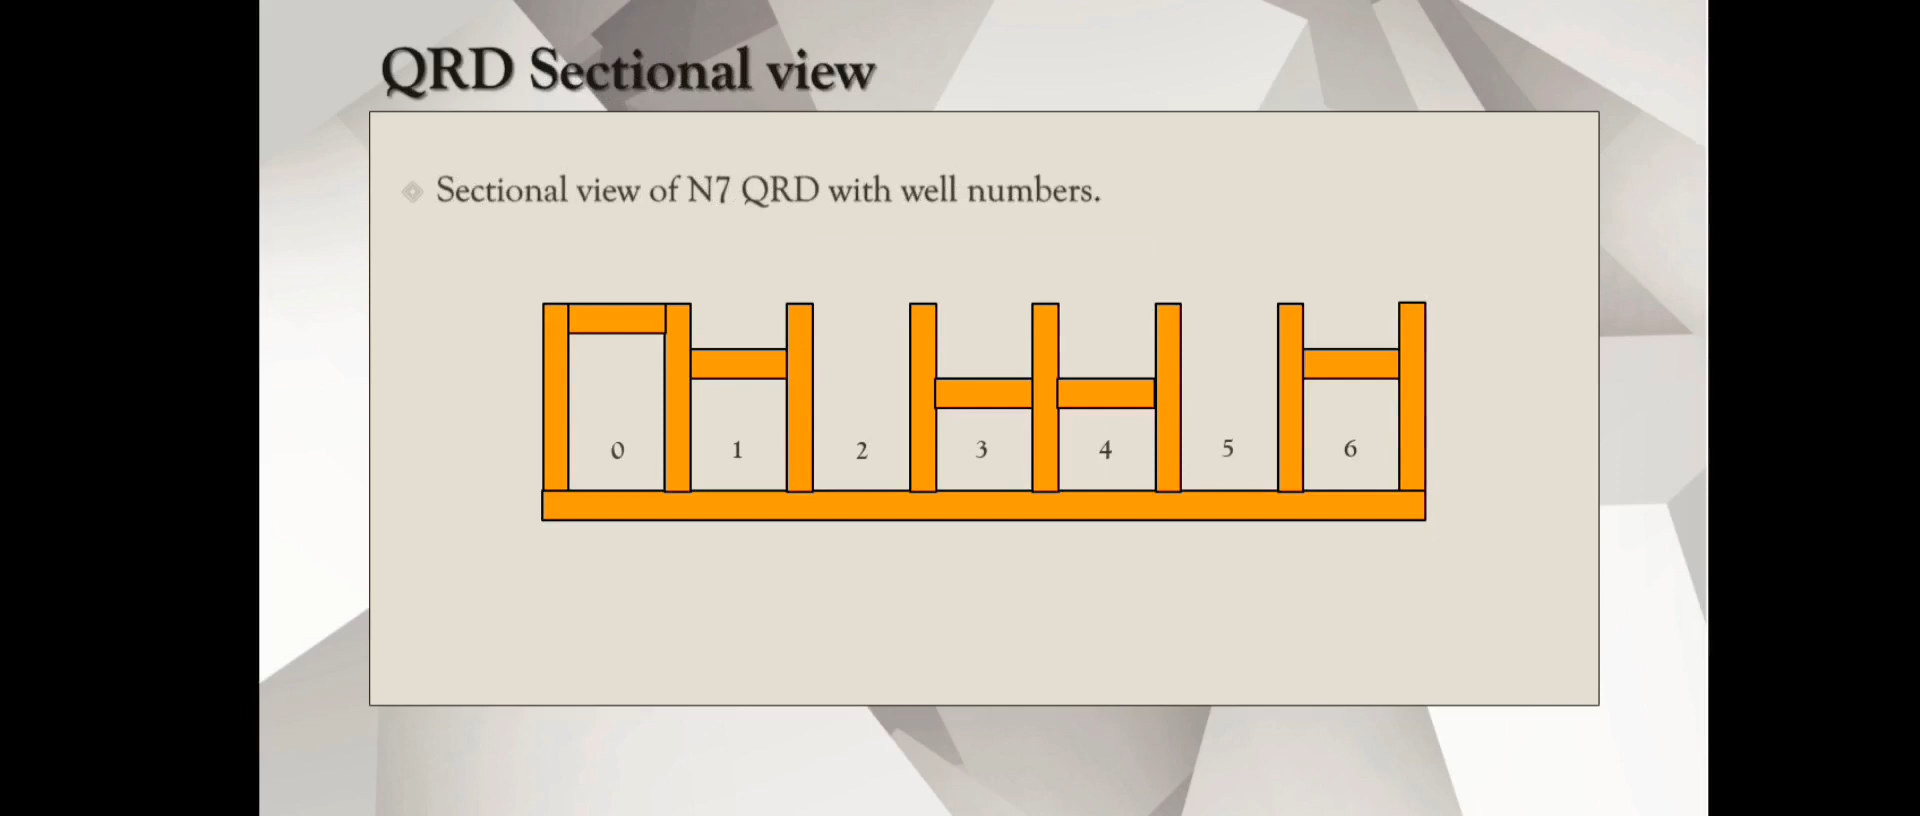 QRD Sectional view
Sectional view of N7 QRD with well numbers.
0 1 2 3 4 5 6